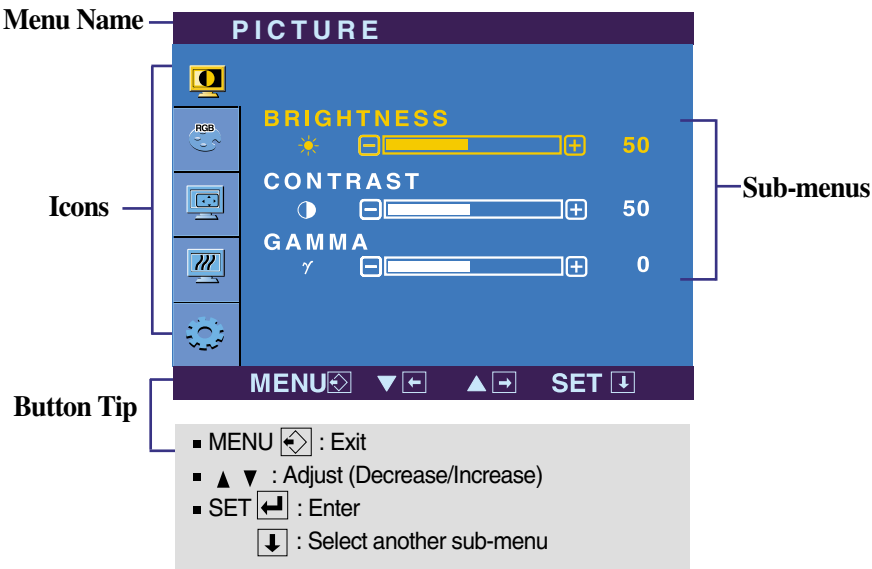 Menu Name
PICTURE
RGB
BRIGHTNESS
50
CONTRAST
50
Icons
Sub-menus
GAMMA
γ 0
MENU SET
Button Tip
MENU : Exit
▲ ▼ : Adjust (Decrease/Increase)
SET : Enter
: Select another sub-menu